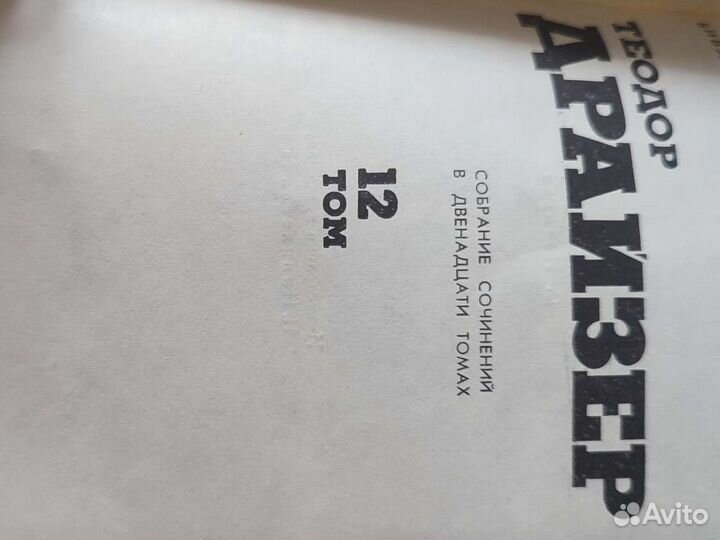 ТЕОДОР
ДРАЙЗЕР
СОБРАНИЕ СОЧИНЕНИЙ
В ДВЕНАДЦАТИ ТОМАХ
12
ТОМ
Avito